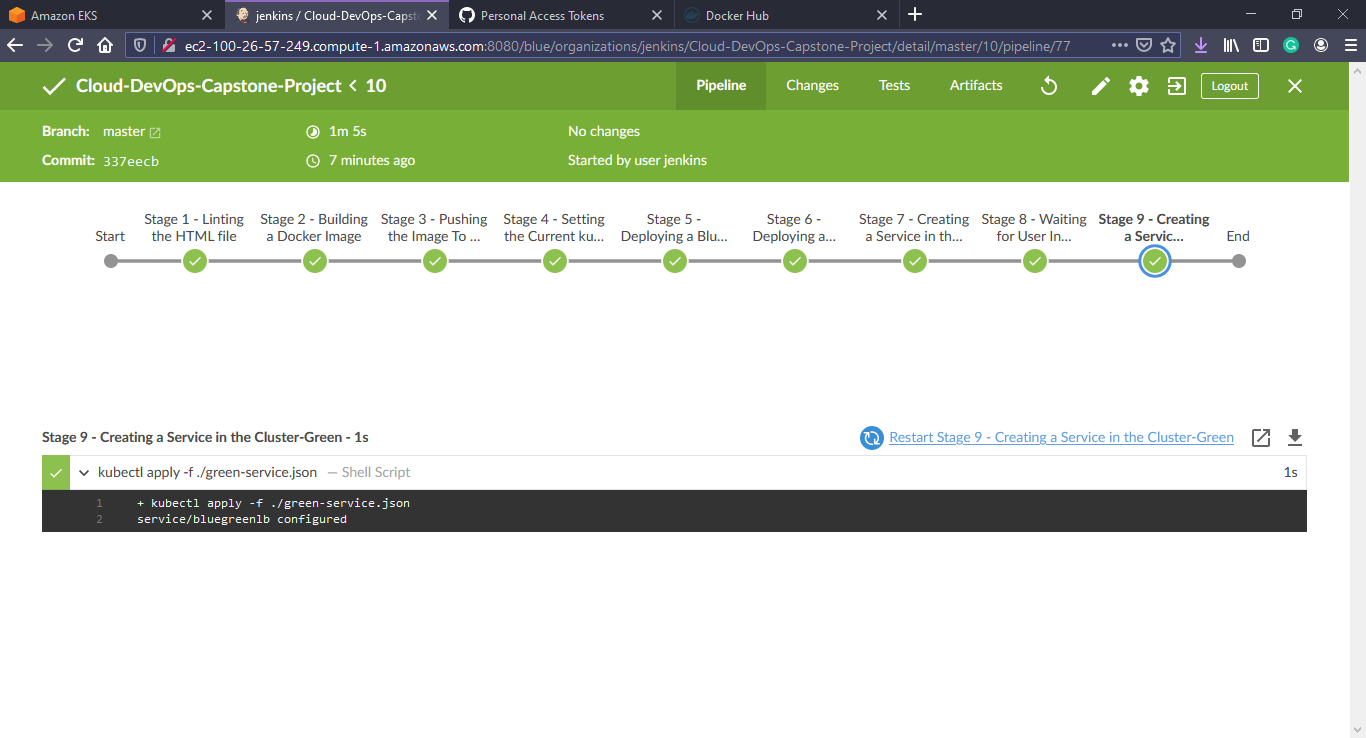 Amazon EKS
jenkins / Cloud-DevOps-Capst
Personal Access Tokens
Docker Hub
ec2-100-26-57-249.compute-1.amazonaws.com:8080/blue/organizations/jenkins/Cloud-DevOps-Capstone-Project/detail/master/10/pipeline/77
Cloud-DevOps-Capstone-Project < 10
Pipeline
Changes
Tests
Artifacts
Logout
Branch: master
1m 5s
No changes
Commit: 337eecb
7 minutes ago
Started by user jenkins
Start
Stage 1 - Linting
the HTML file
Stage 2 - Building
a Docker Image
Stage 3 - Pushing
the Image To ...
Stage 4 - Setting
the Current ku...
Stage 5 -
Deploying a Blu...
Stage 6 -
Deploying a...
Stage 7 - Creating
a Service in th...
Stage 8 - Waiting
for User In...
Stage 9 - Creating
a Servic...
End
Stage 9 - Creating a Service in the Cluster-Green - 1s
Restart Stage 9 - Creating a Service in the Cluster-Green
kubectl apply -f ./green-service.json — Shell Script
1s
1 + kubectl apply -f ./green-service.json
2 service/bluegreenlb configured